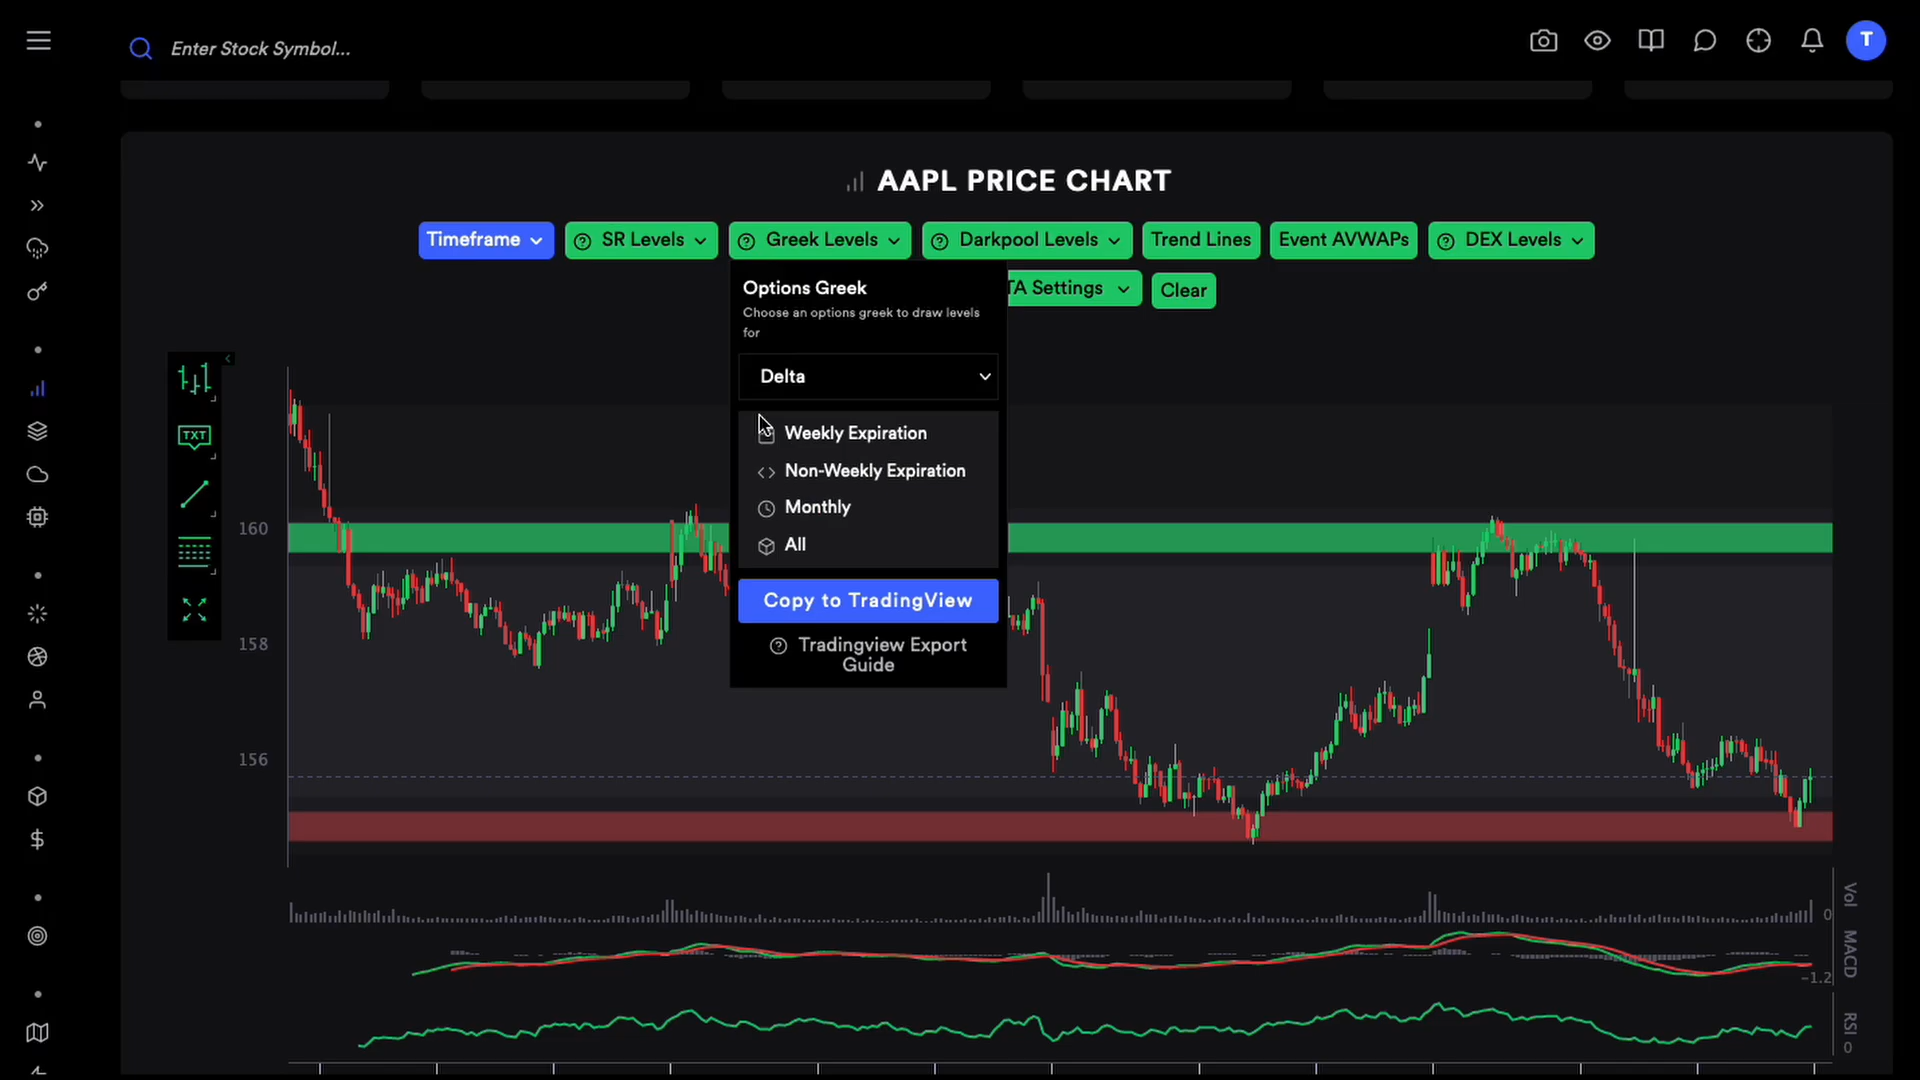 Enter Stock Symbol...
T
AAPL PRICE CHART
Timeframe
SR Levels
Greek Levels
Darkpool Levels
Trend Lines
Event AVWAPs
DEX Levels
TA Settings
Clear
Options Greek
Choose an options greek to draw levels
for
Delta
Weekly Expiration
Non-Weekly Expiration
Monthly
All
Copy to TradingView
Tradingview Export
Guide
TXT
160
158
156
Vol
0
MACD
-1.2
RSI
0